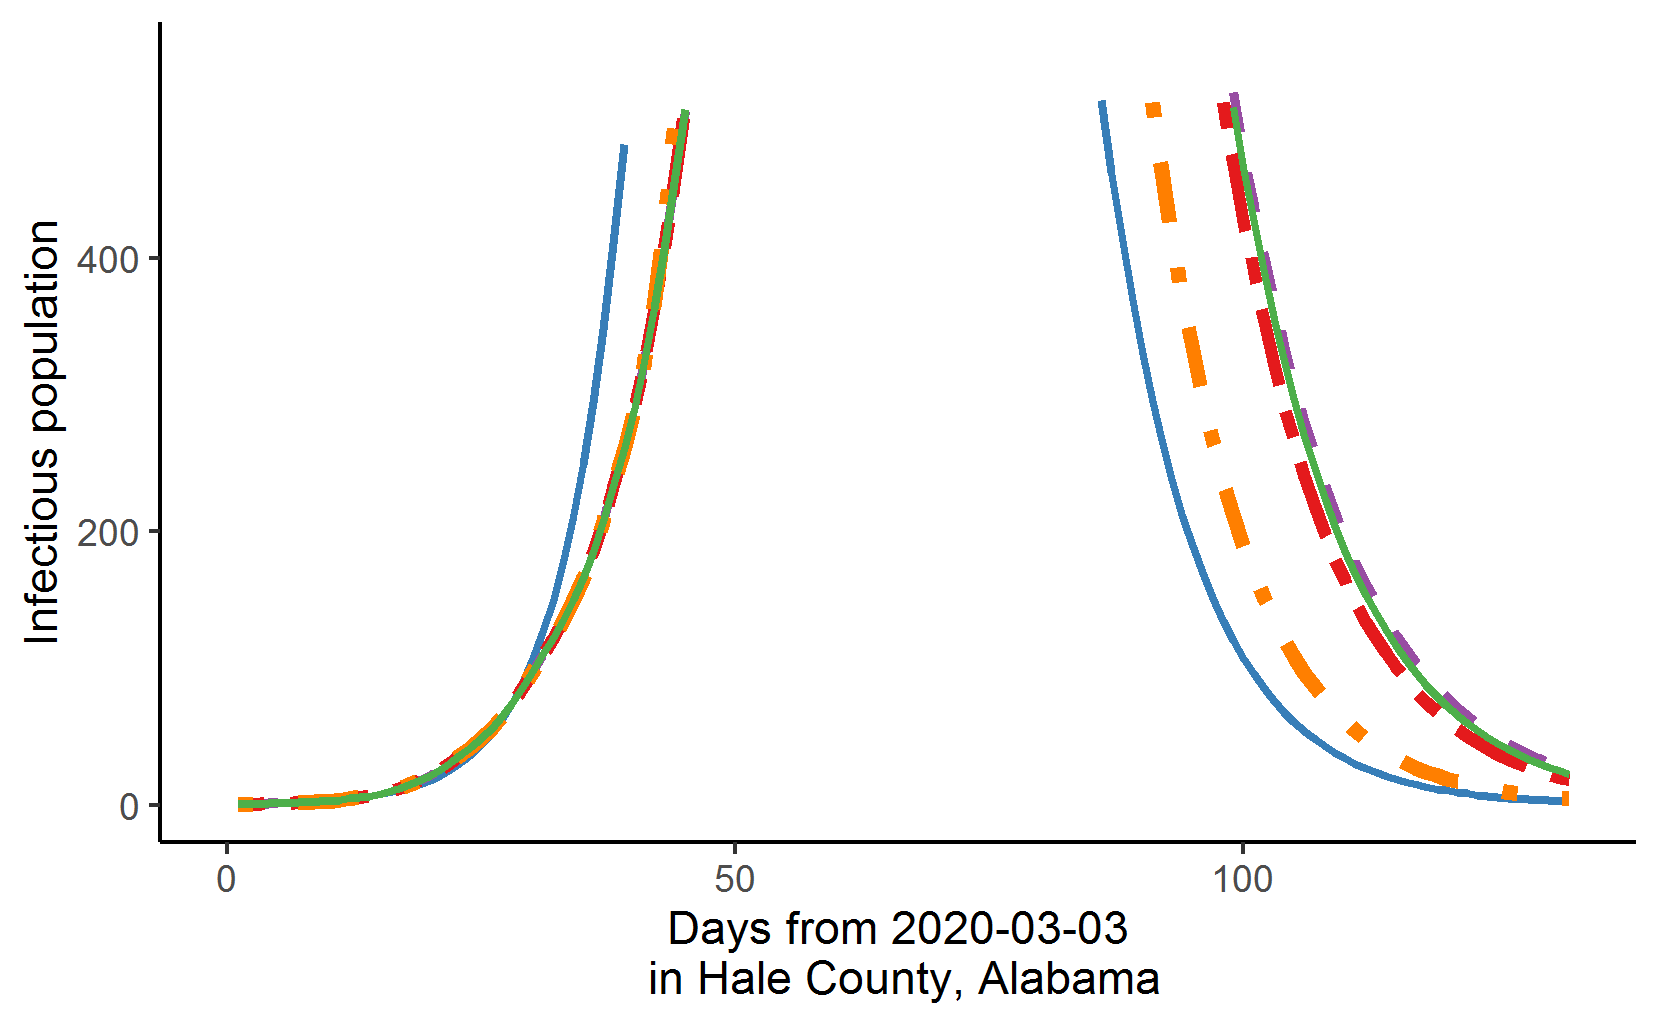 Infectious population
400
200
0
0 50 100
Days from 2020-03-03
in Hale County, Alabama